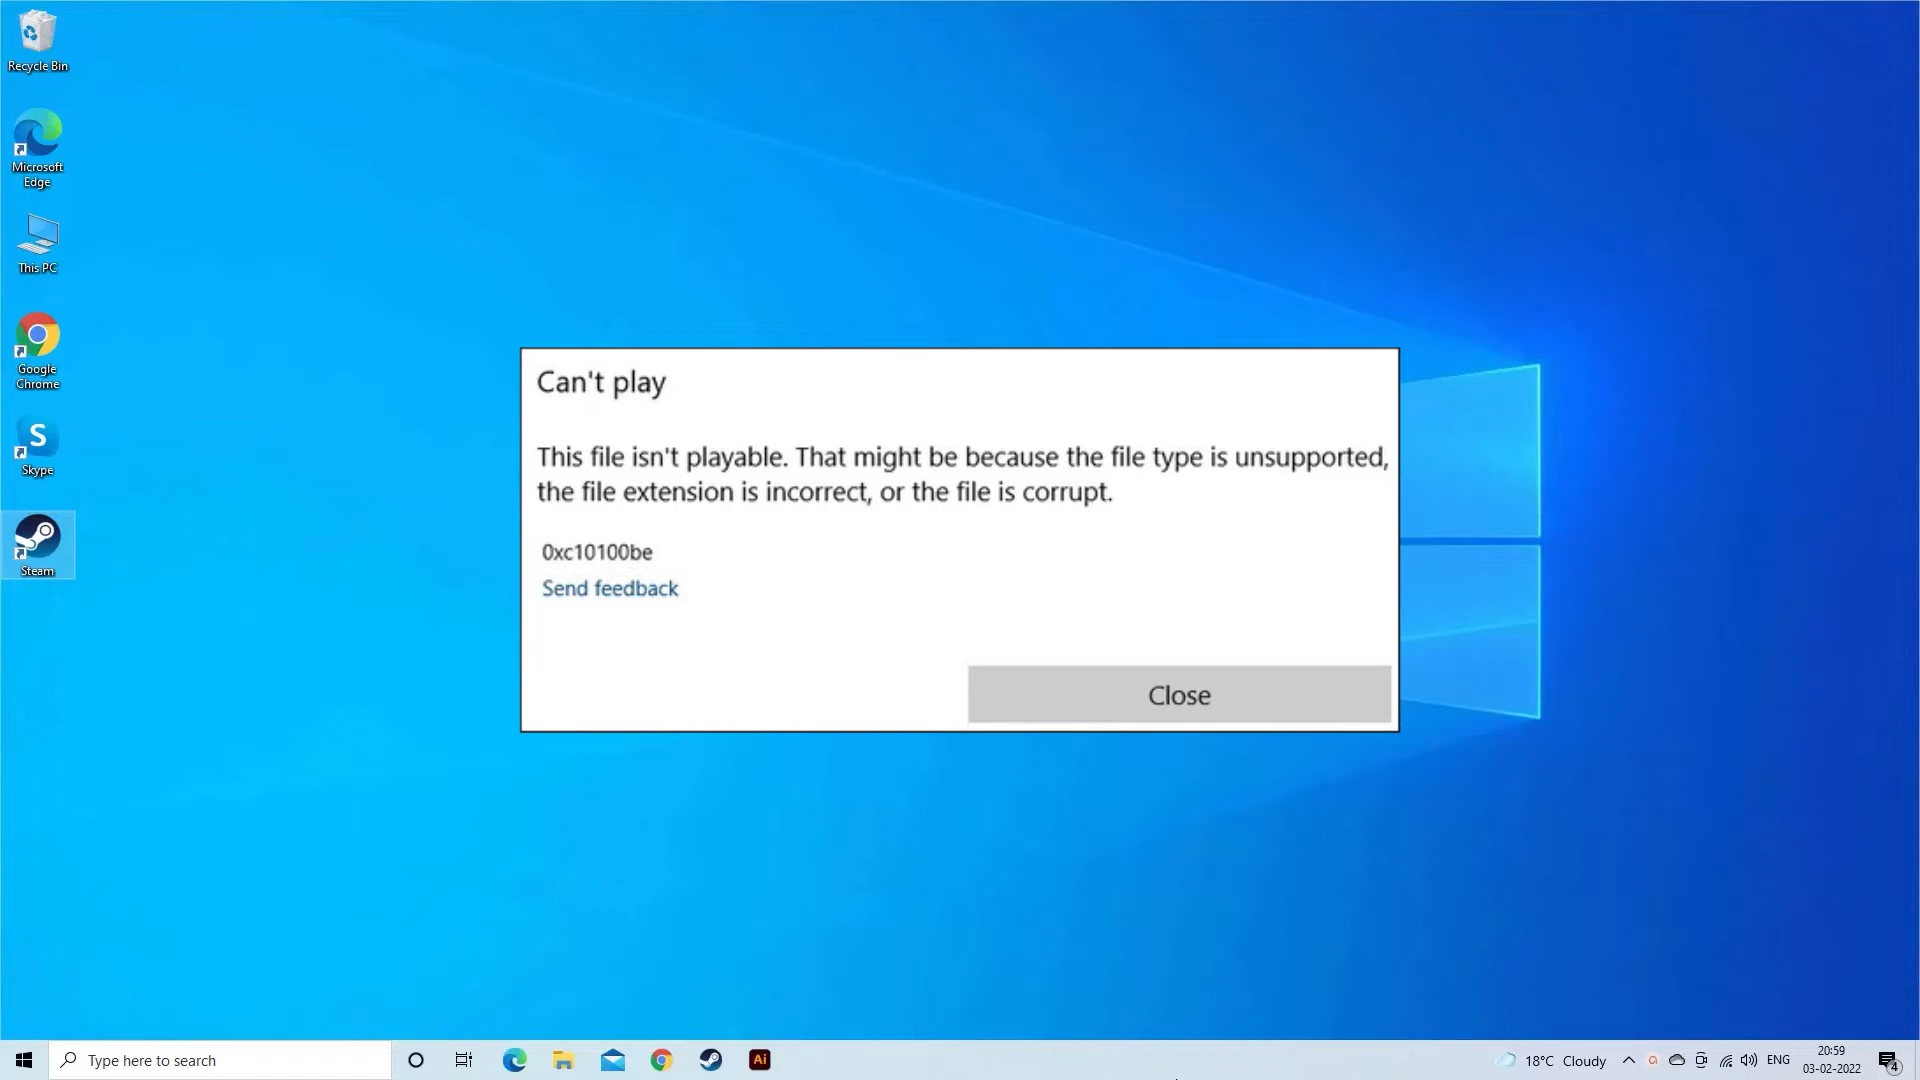 Recycle Bin
Microsoft
Edge
This PC
Google
Chrome
S
Skype
Steam
Can't play
This file isn't playable. That might be because the file type is unsupported,
the file extension is incorrect, or the file is corrupt.
0xc10100be
Send feedback
Close
Type here to search
Ai
18°C Cloudy
ENG
20:59
03-02-2022
4